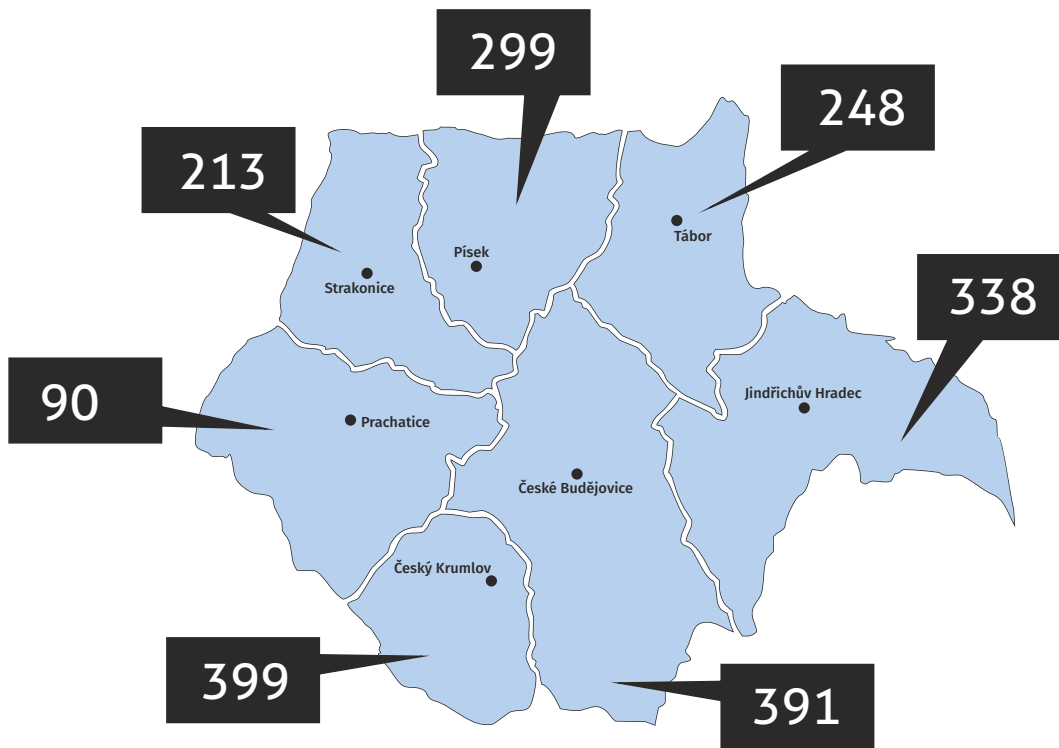 299
248
213
Písek
Tábor
Strakonice
338
Jindřichův Hradec
90
Prachatice
České Budějovice
Český Krumlov
399
391